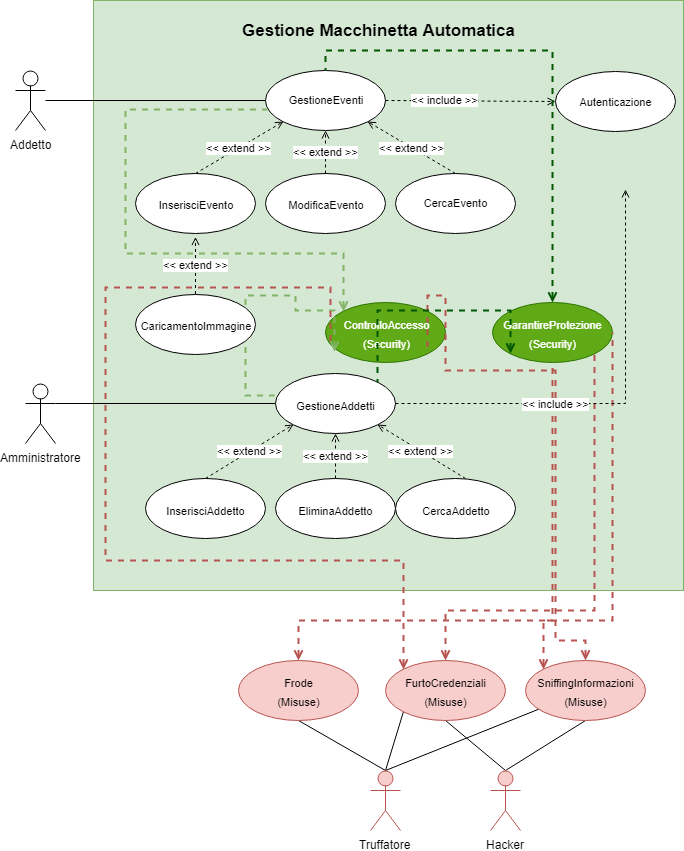 Gestione Macchinetta Automatica
GestioneEventi
<< include >>
Autenticazione
Addetto
<< extend >>
<< extend >>
<< extend >>
InserisciEvento
ModificaEvento
CercaEvento
<< extend >>
CaricamentoImmagine
ControlloAccesso
(Security)
GarantireProtezione
(Security)
GestioneAddetti
<< include >>
Amministratore
<< extend >>
<< extend >>
<< extend >>
InserisciAddetto
EliminaAddetto
CercaAddetto
Frode
(Misuse)
FurtoCredenziali
(Misuse)
SniffingInformazioni
(Misuse)
Truffatore
Hacker